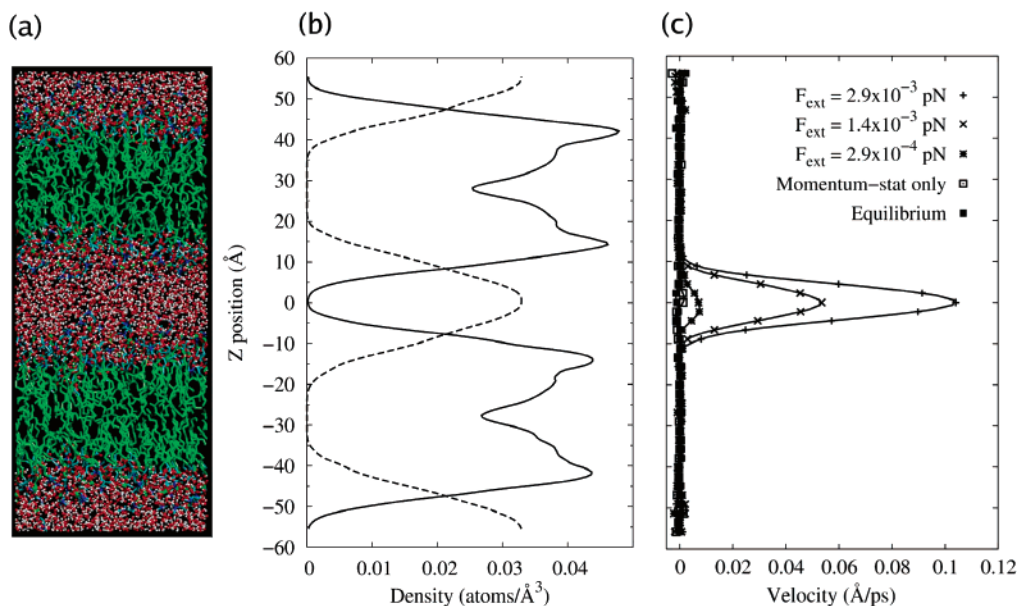 (a)
(b)
(c)
60
50
40
30
20
10
0
−10
−20
−30
−40
−50
−60
Z position (Å)
0
0.01
0.02
0.03
0.04
Density (atoms/Å³)
F_ext = 2.9x10⁻³ pN
F_ext = 1.4x10⁻³ pN
F_ext = 2.9x10⁻⁴ pN
Momentum−stat only
Equilibrium
0
0.02
0.04
0.06
0.08
0.1
0.12
Velocity (Å/ps)